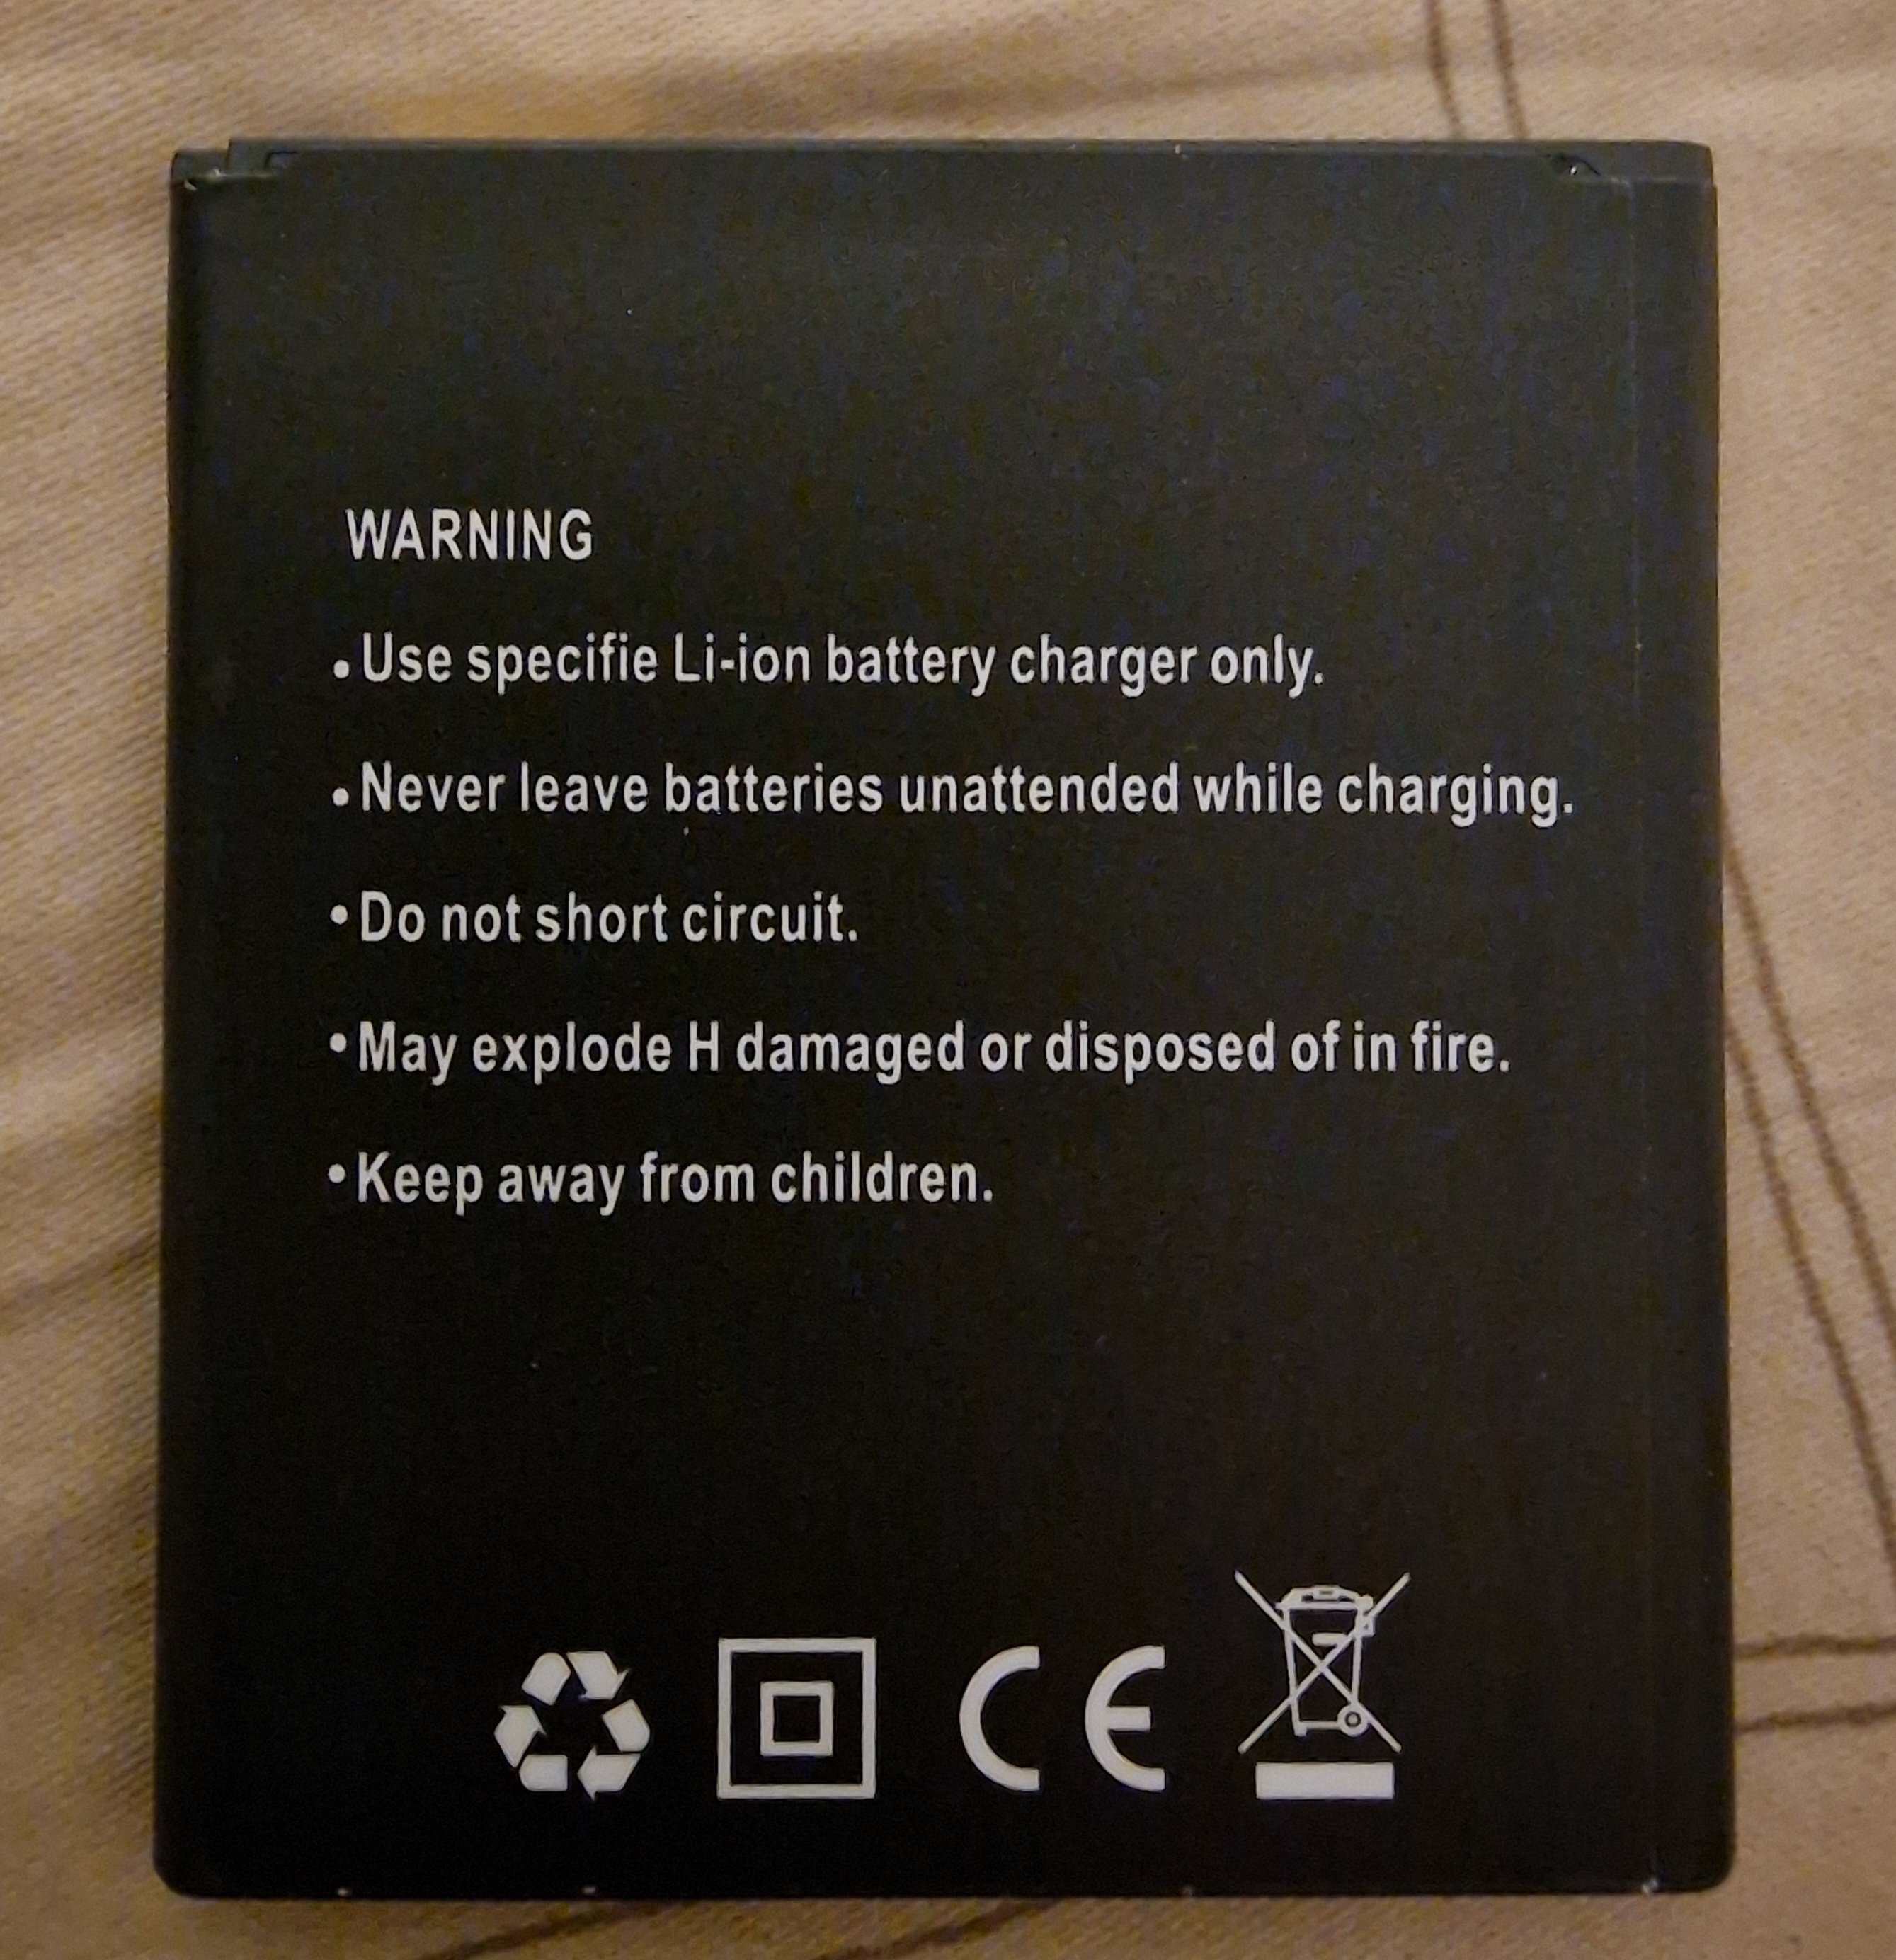 WARNING
•Use specifie Li-ion battery charger only.
•Never leave batteries unattended while charging.
•Do not short circuit.
•May explode H damaged or disposed of in fire.
•Keep away from children.
CE